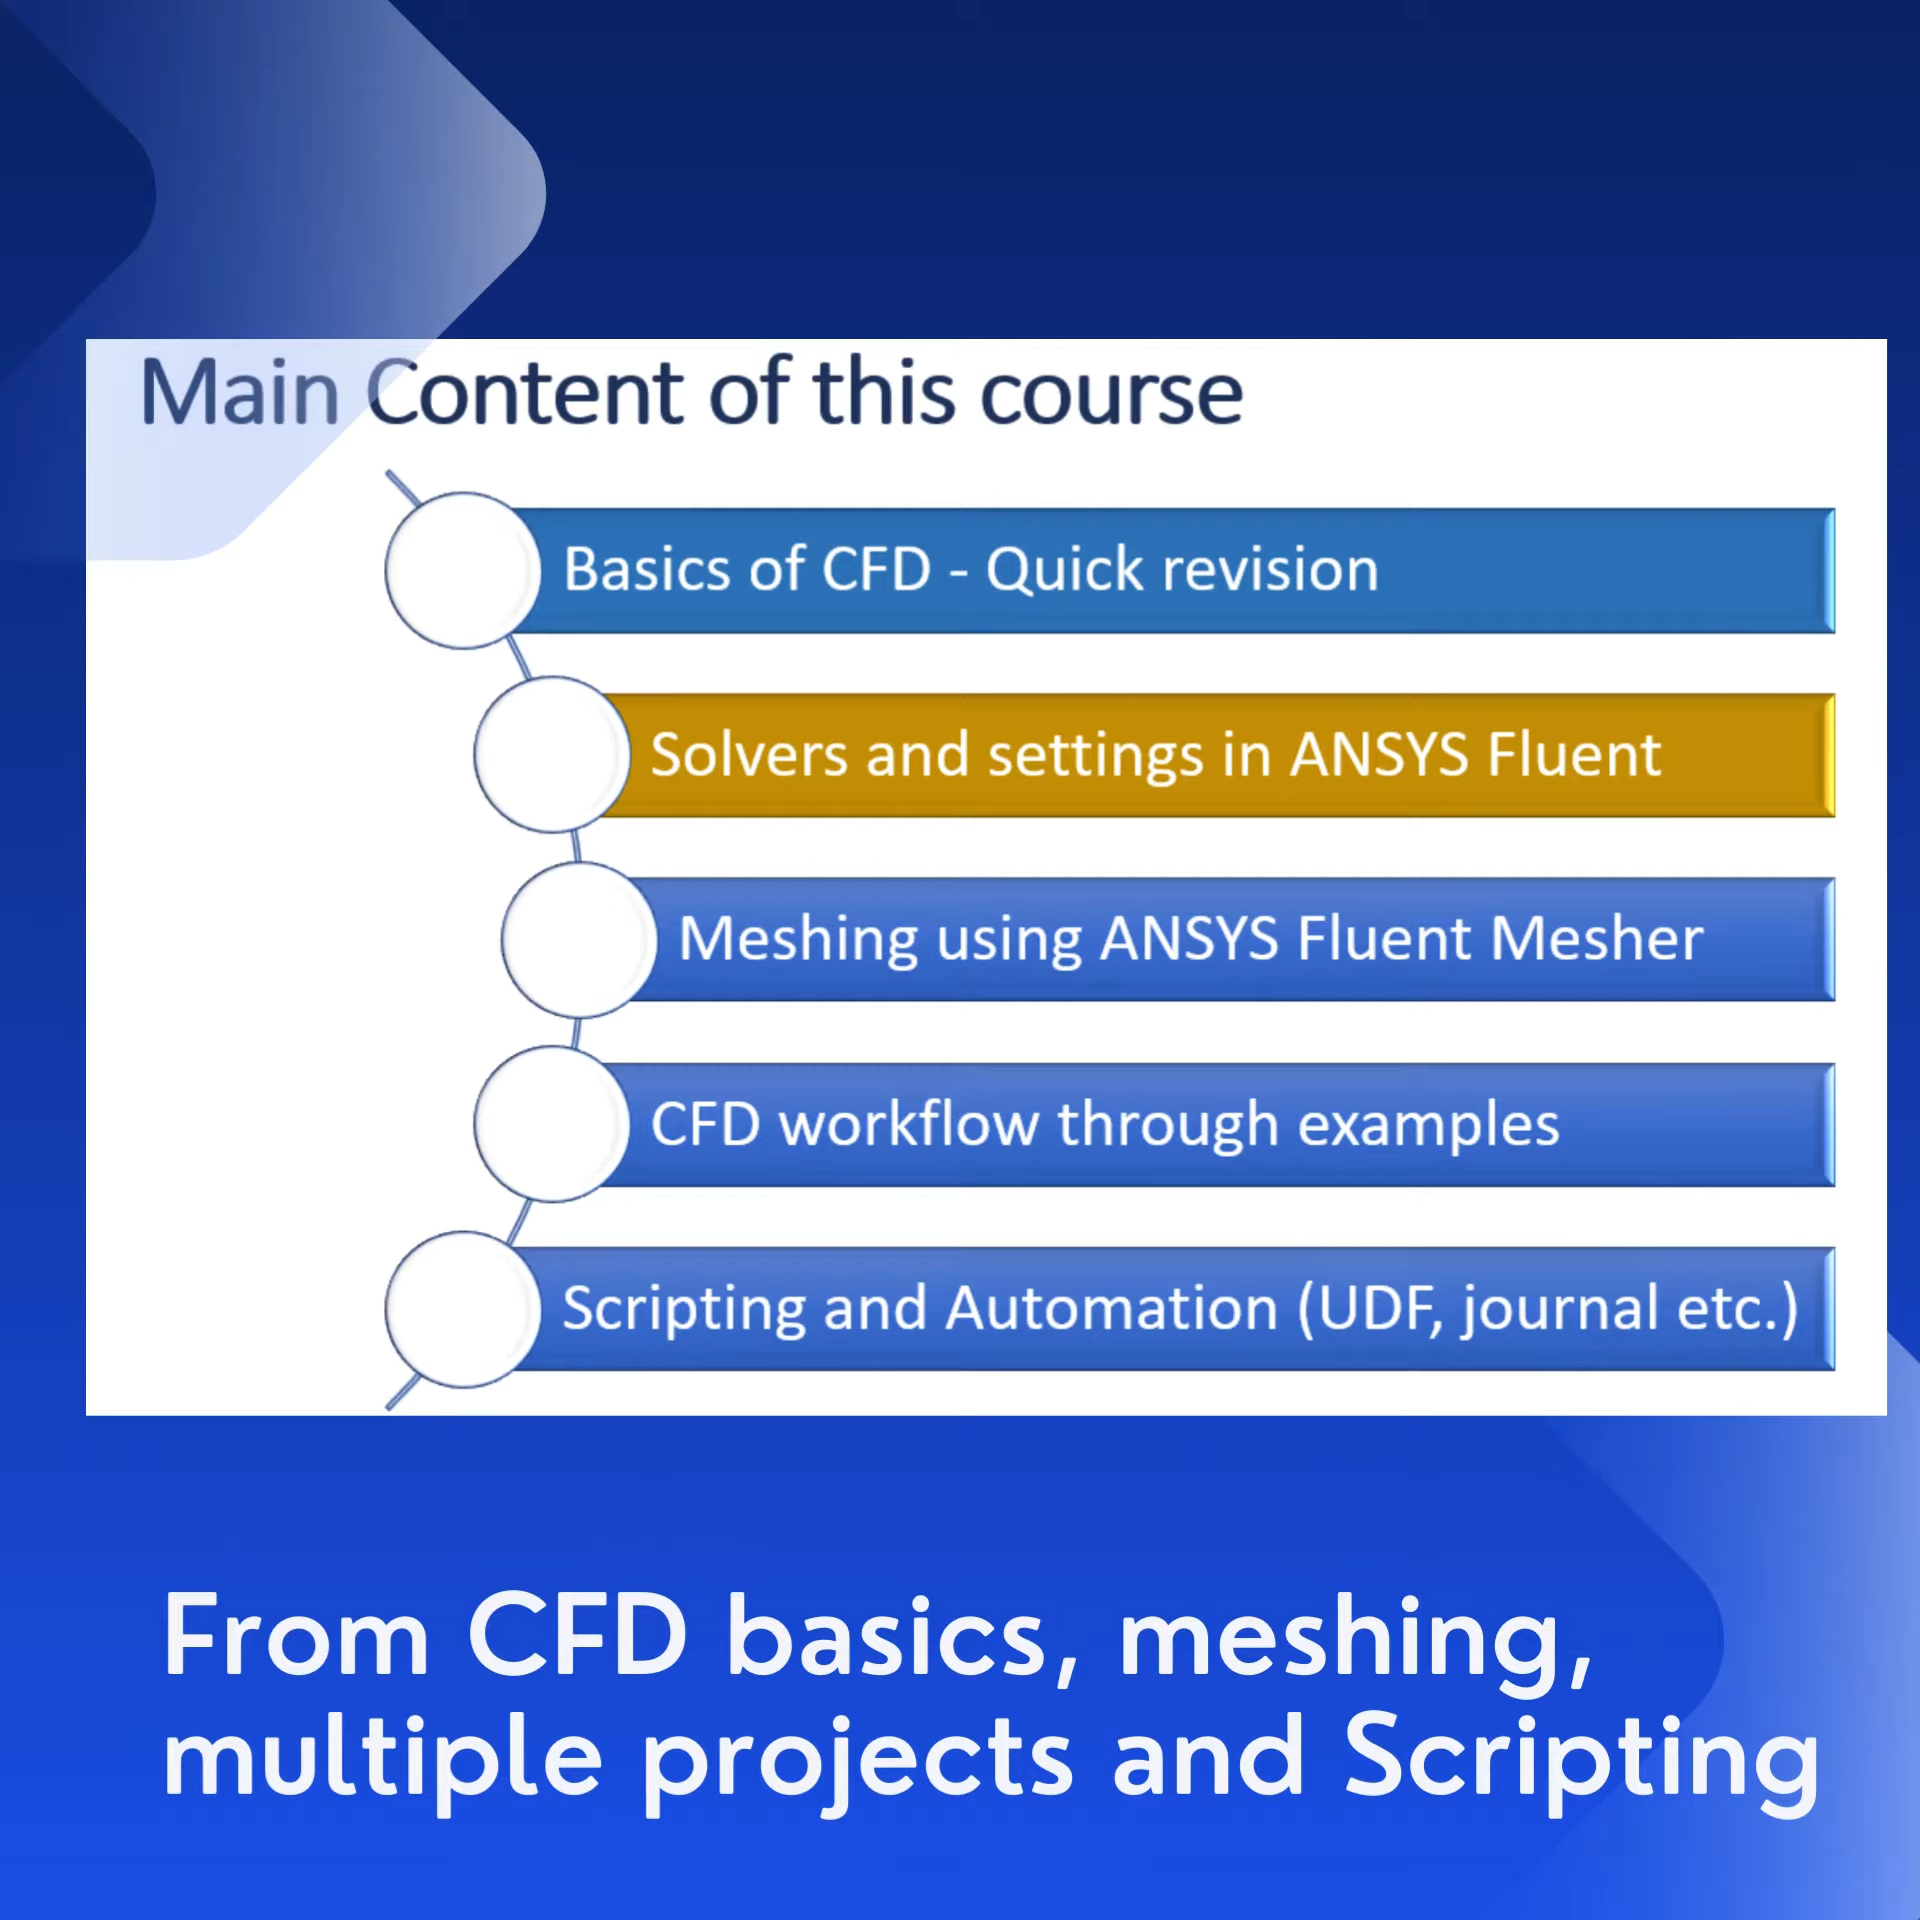 Main Content of this course
Basics of CFD - Quick revision
Solvers and settings in ANSYS Fluent
Meshing using ANSYS Fluent Mesher
CFD workflow through examples
Scripting and Automation (UDF, journal etc.)
From CFD basics, meshing,
multiple projects and Scripting